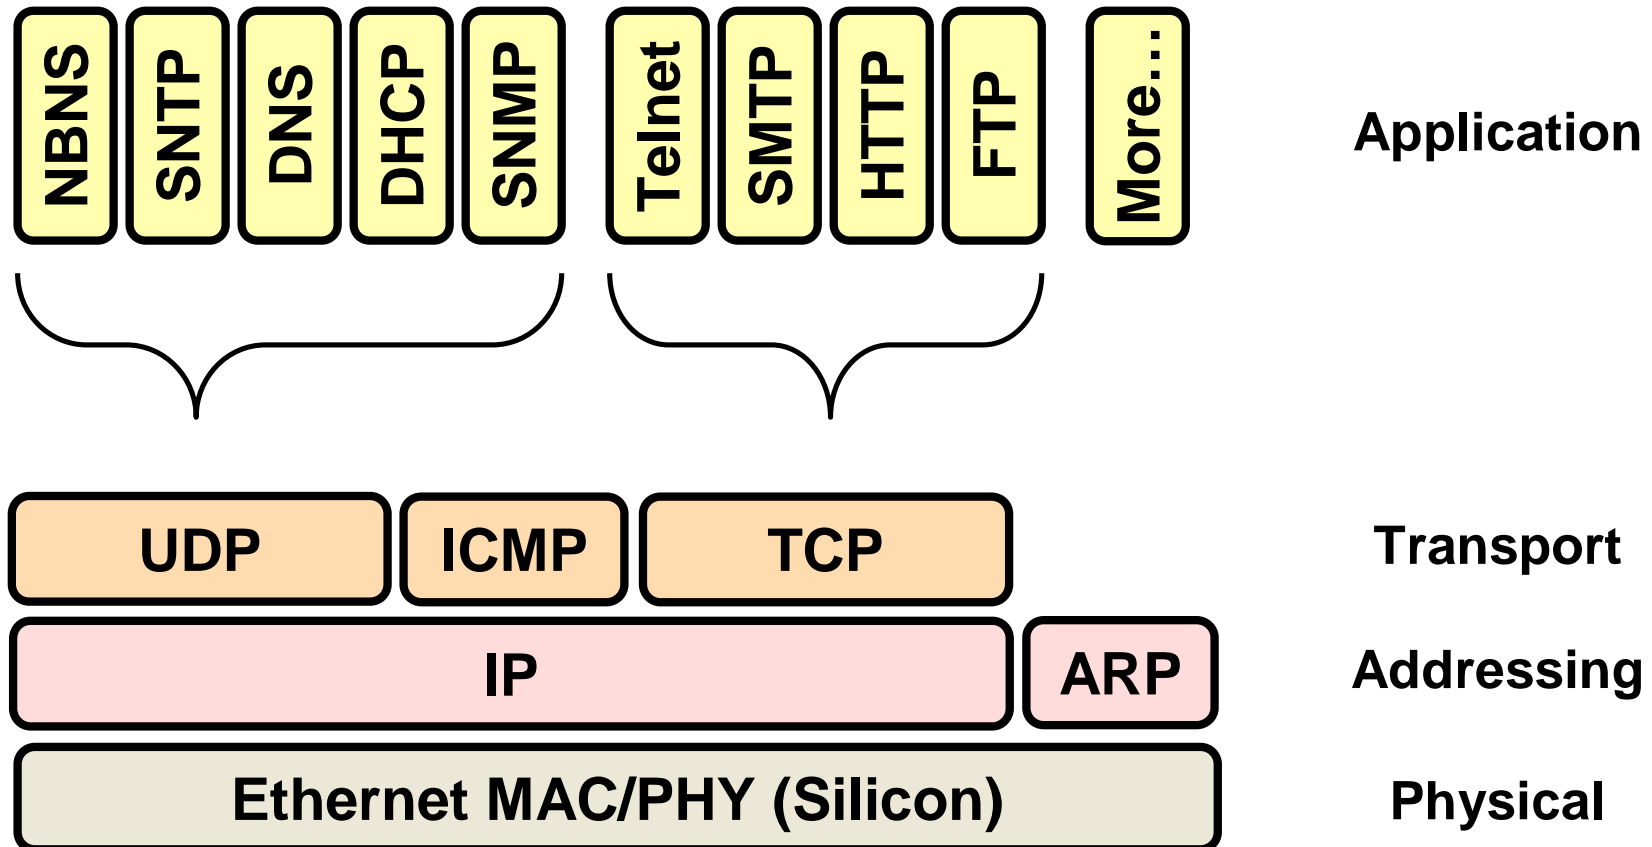 NBNS
SNTP
DNS
DHCP
SNMP
Telnet
SMTP
HTTP
FTP
More...
Application
UDP
ICMP
TCP
Transport
IP
ARP
Addressing
Ethernet MAC/PHY (Silicon)
Physical